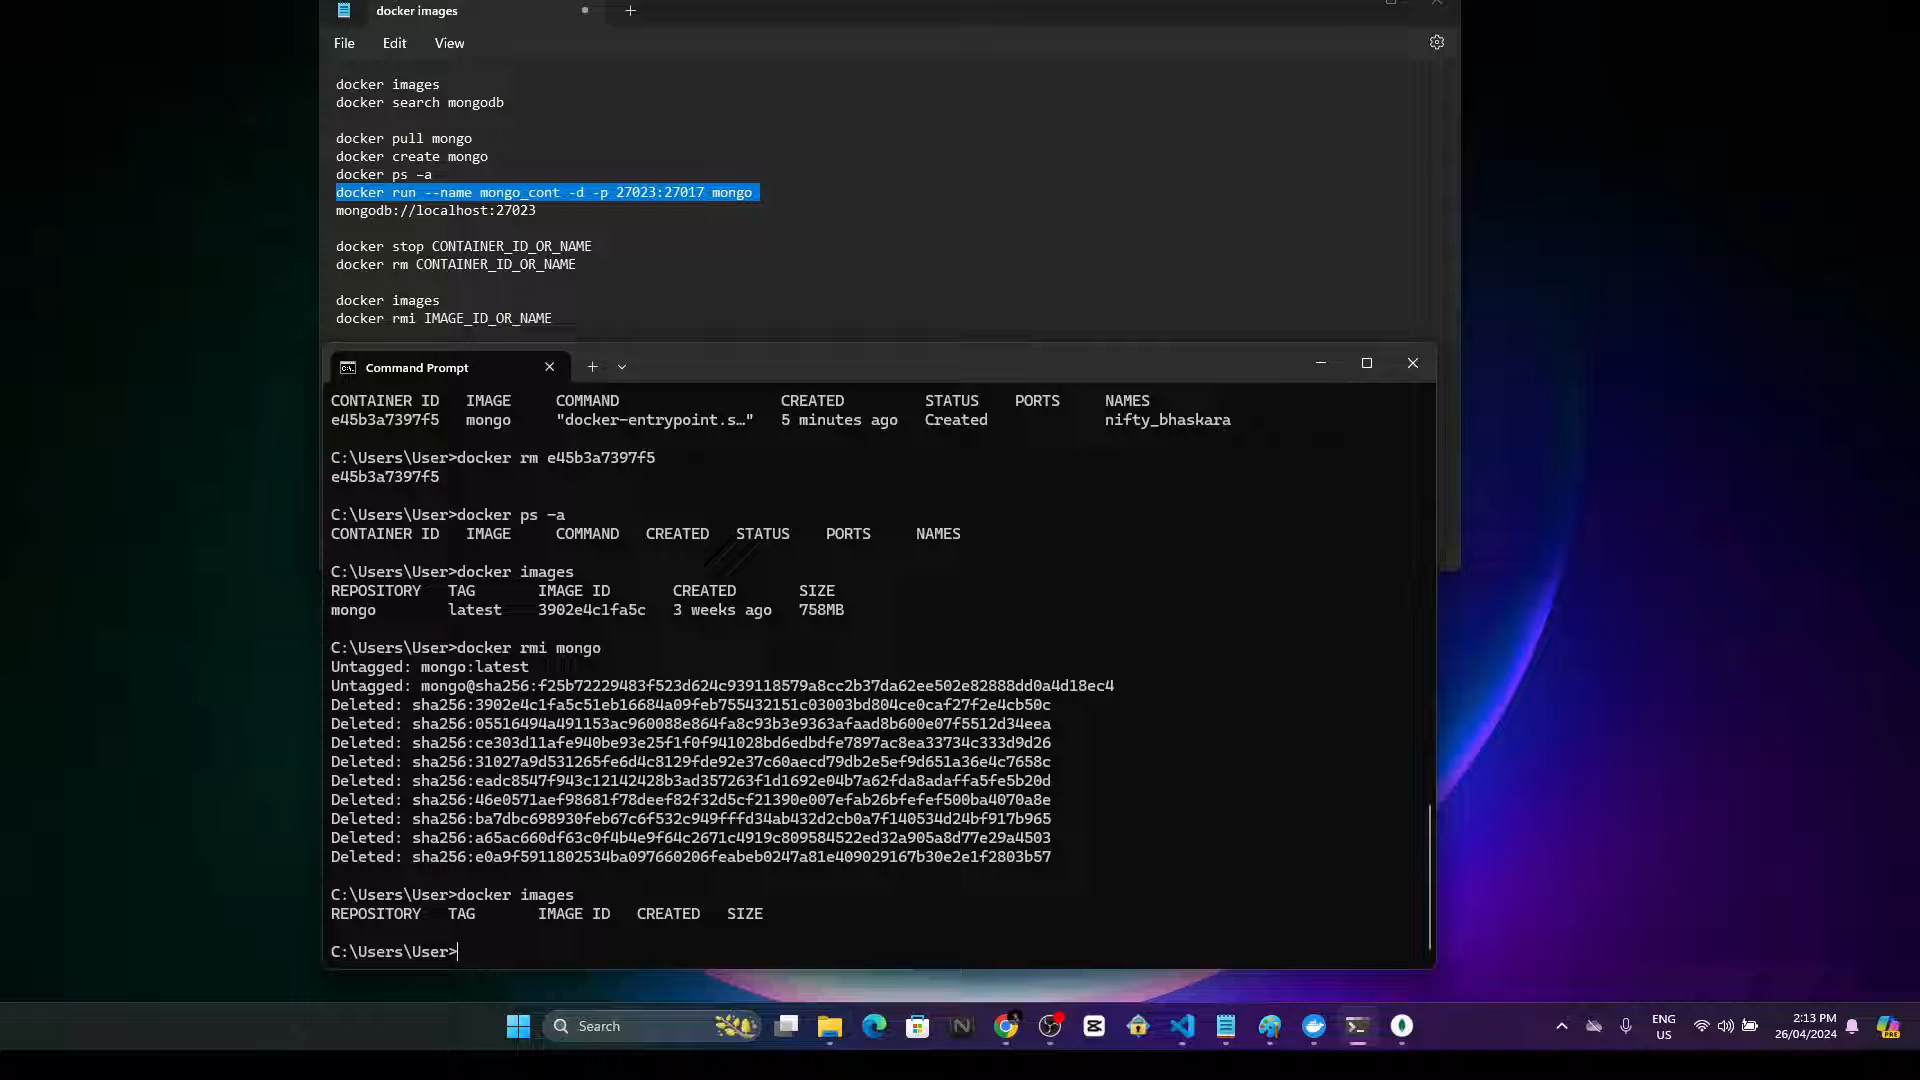 docker images
File Edit View
docker images
docker search mongodb
docker pull mongo
docker create mongo
docker ps -a
docker run --name mongo_cont -d -p 27023:27017 mongo
mongodb://localhost:27023
docker stop CONTAINER_ID_OR_NAME
docker rm CONTAINER_ID_OR_NAME
docker images
docker rmi IMAGE_ID_OR_NAME
Command Prompt
CONTAINER ID IMAGE COMMAND CREATED STATUS PORTS NAMES
e45b3a7397f5 mongo "docker-entrypoint.s…" 5 minutes ago Created nifty_bhaskara
C:\Users\User>docker rm e45b3a7397f5
e45b3a7397f5
C:\Users\User>docker ps -a
CONTAINER ID IMAGE COMMAND CREATED STATUS PORTS NAMES
C:\Users\User>docker images
REPOSITORY TAG IMAGE ID CREATED SIZE
mongo latest 3902e4c1fa5c 3 weeks ago 758MB
C:\Users\User>docker rmi mongo
Untagged: mongo:latest
Untagged: mongo@sha256:f25b72229483f523d624c939118579a8cc2b37da62ee502e82888dd0a4d18ec4
Deleted: sha256:3902e4c1fa5c51eb16684a09feb755432151c03003bd804ce0caf27f2e4cb50c
Deleted: sha256:05516494a491153ac960088e864fa8c93b3e9363afaad8b600e07f5512d34eea
Deleted: sha256:ce303d11afe940be93e25f1f0f941028bd6edbdfe7897ac8ea33734c333d9d26
Deleted: sha256:31027a9d531265fe6d4c8129fde92e37c60aecd79db2e5ef9d651a36e4c7658c
Deleted: sha256:eadc8547f943c12142428b3ad357263f1d1692e04b7a62fda8adaffa5fe5b20d
Deleted: sha256:46e0571aef98681f78deef82f32d5cf21390e007efab26bfefef500ba4070a8e
Deleted: sha256:ba7dbc698930feb67c6f532c949fffd34ab432d2cb0a7f140534d24bf917b965
Deleted: sha256:a65ac660df63c0f4b4e9f64c2671c4919c809584522ed32a905a8d77e29a4503
Deleted: sha256:e0a9f5911802534ba097660206feabeb0247a81e409029167b30e2e1f2803b57
C:\Users\User>docker images
REPOSITORY TAG IMAGE ID CREATED SIZE
C:\Users\User>
Search
ENG
US
2:13 PM
26/04/2024
PRE